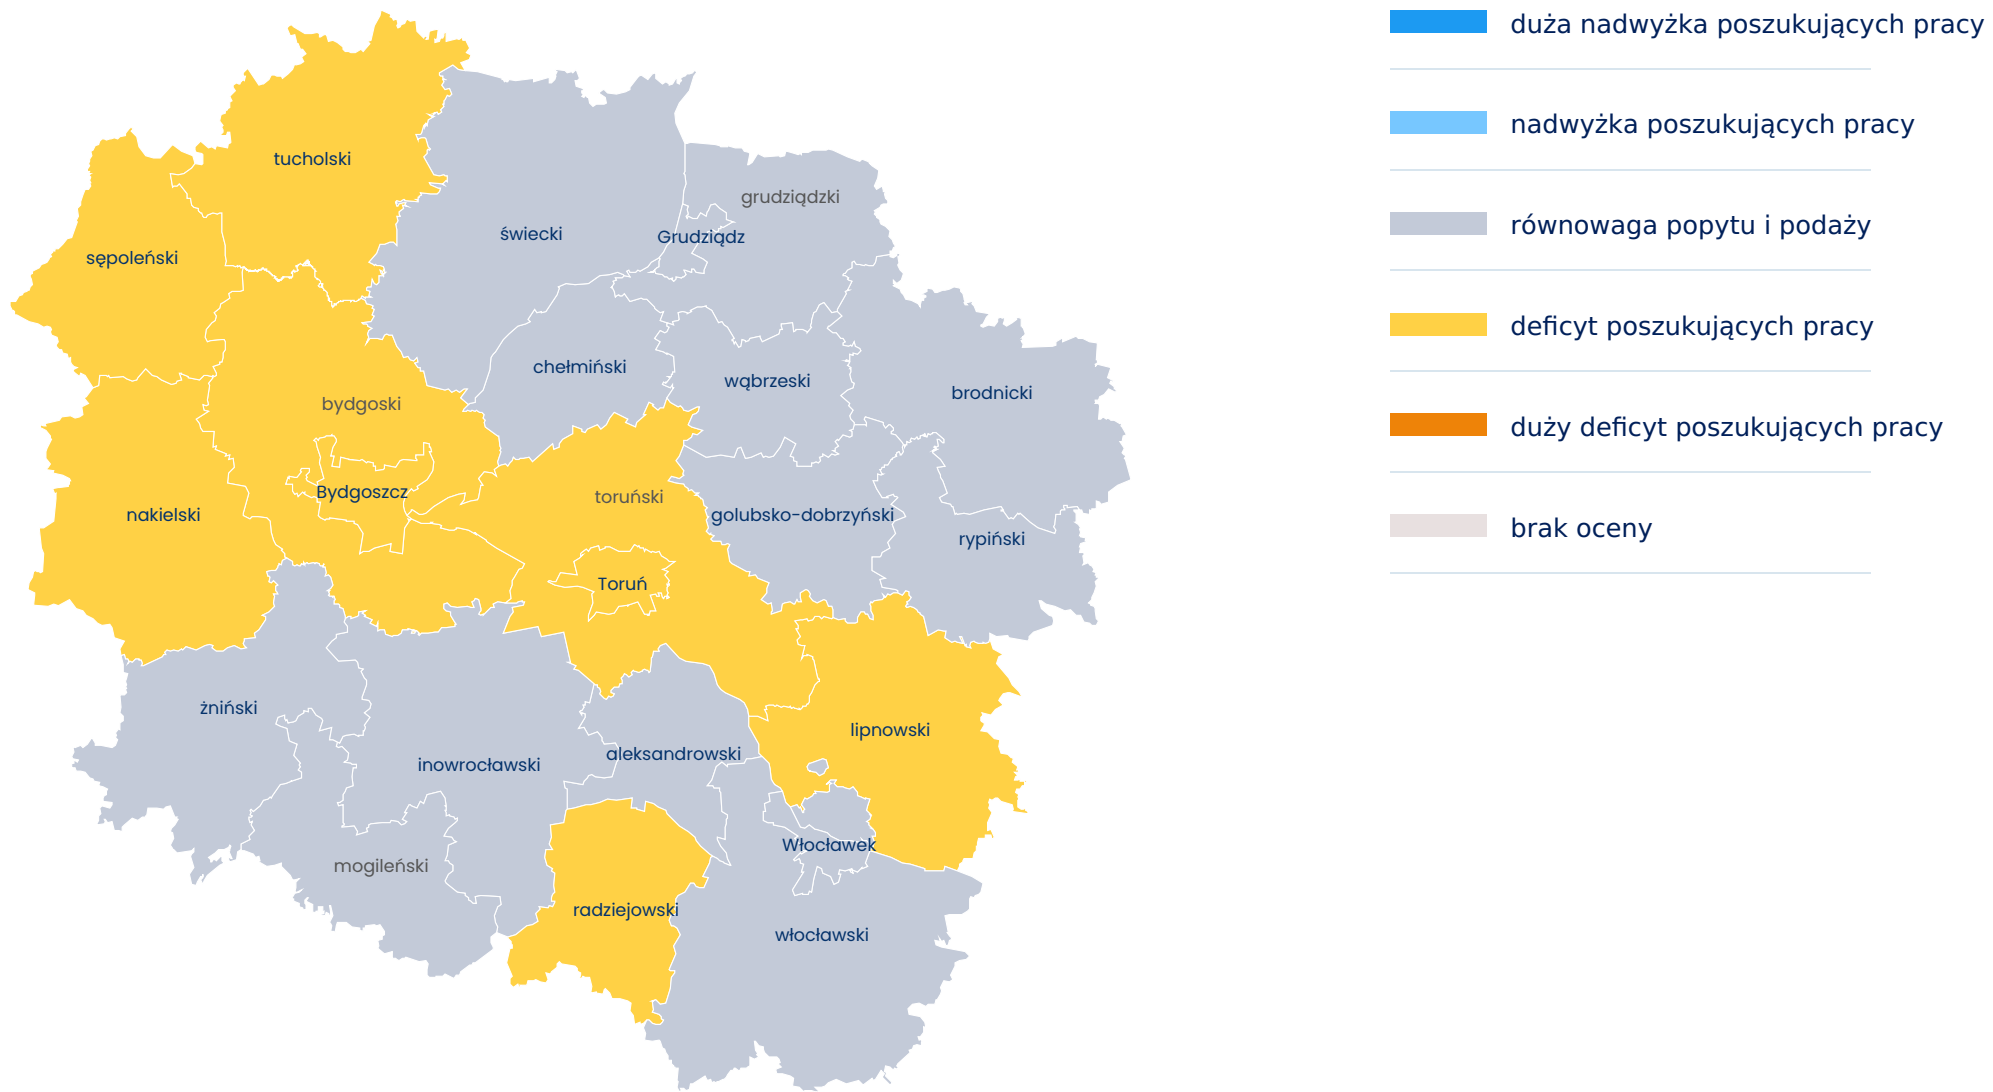 tucholski
sępoleński
świecki
grudziądzki
Grudziądz
chełmiński
wąbrzeski
brodnicki
bydgoski
Bydgoszcz
nakielski
toruński
golubsko-dobrzyński
rypiński
Toruń
żniński
inowrocławski
aleksandrowski
lipnowski
mogileński
Włocławek
radziejowski
włocławski
duża nadwyżka poszukujących pracy
nadwyżka poszukujących pracy
równowaga popytu i podaży
deficyt poszukujących pracy
duży deficyt poszukujących pracy
brak oceny